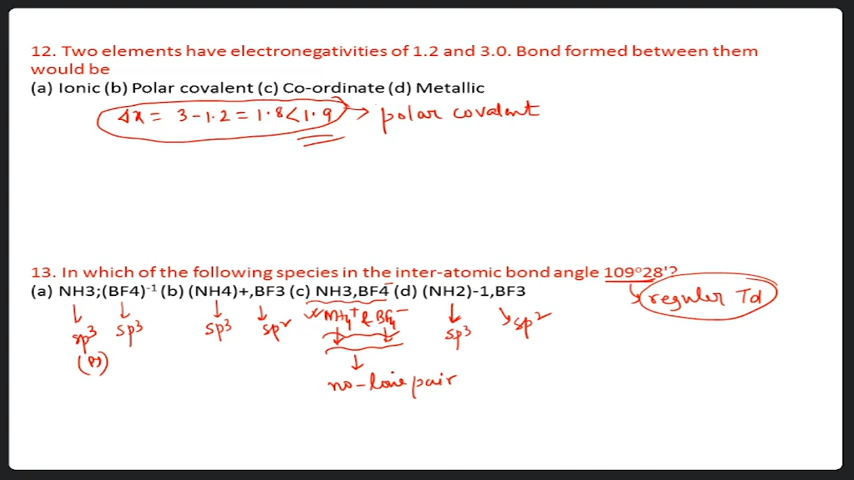 12. Two elements have electronegativities of 1.2 and 3.0. Bond formed between them
would be
(a) Ionic (b) Polar covalent (c) Co-ordinate (d) Metallic
Δx = 3-1.2 = 1.8 < 1.9 → polar covalent
13. In which of the following species in the inter-atomic bond angle 109°28'?
(a) NH3;(BF4)-1 (b) (NH4)+,BF3 (c) NH3,BF4- (d) (NH2)-1,BF3
regular Td
sp3 sp3 sp3 sp2 NH4+ & BF4- sp3 sp2
no-lone pair